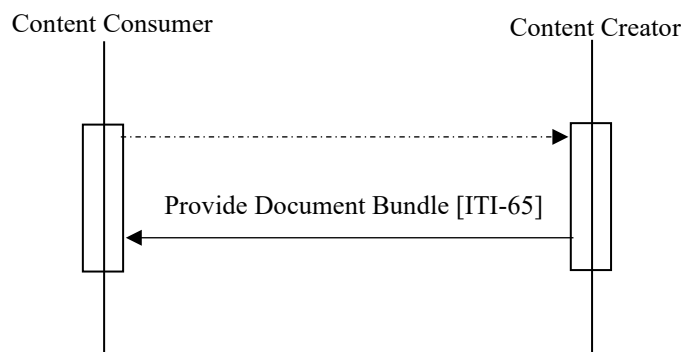 Content Consumer
Content Creator
Provide Document Bundle [ITI-65]